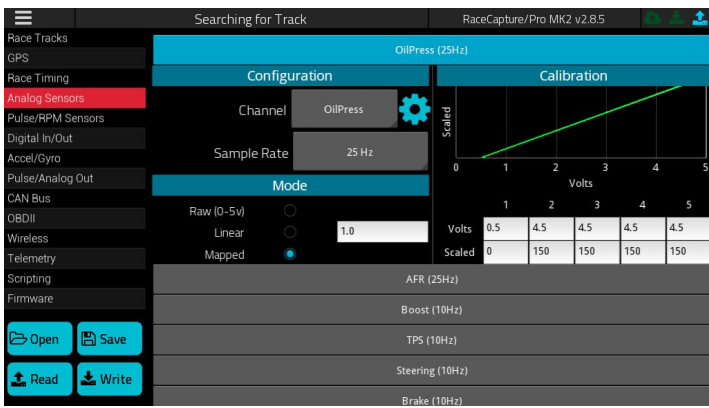 Searching for Track
RaceCapture/Pro MK2 v2.8.5
Race Tracks
GPS
Race Timing
Analog Sensors
Pulse/RPM Sensors
Digital In/Out
Accel/Gyro
Pulse/Analog Out
CAN Bus
OBDII
Wireless
Telemetry
Scripting
Firmware
Open
Save
Read
Write
OilPress (25Hz)
Configuration
Channel OilPress
Sample Rate 25 Hz
Mode
Raw (0-5v)
Linear 1.0
Mapped
Calibration
Scaled
0 1 2 3 4 5
Volts
1 2 3 4 5
Volts 0.5 4.5 4.5 4.5 4.5
Scaled 0 150 150 150 150
AFR (25Hz)
Boost (10Hz)
TPS (10Hz)
Steering (10Hz)
Brake (10Hz)